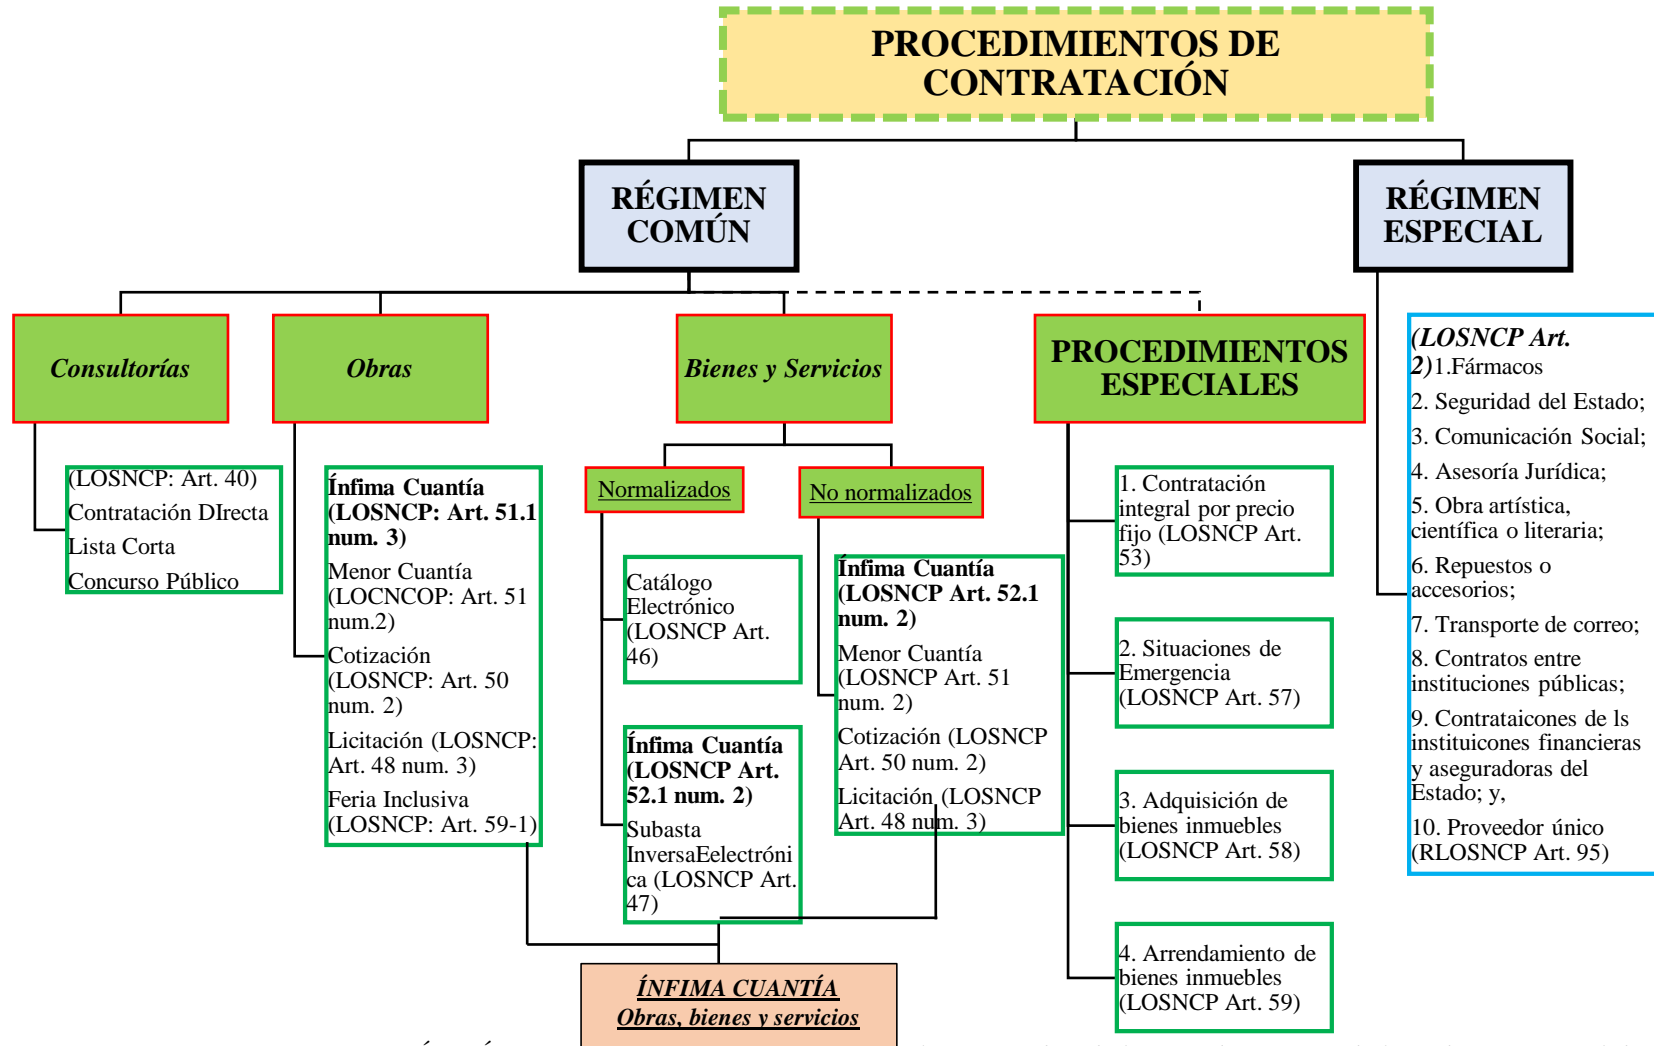 PROCEDIMIENTOS DE
CONTRATACIÓN
RÉGIMEN
COMÚN
RÉGIMEN
ESPECIAL
Consultorías
Obras
Bienes y Servicios
PROCEDIMIENTOS
ESPECIALES
(LOSNCP: Art. 40)
Contratación DIrecta
Lista Corta
Concurso Público
Ínfima Cuantía
(LOSNCP: Art. 51.1
num. 3)
Menor Cuantía
(LOCNCOP: Art. 51
num.2)
Cotización
(LOSNCP: Art. 50
num. 2)
Licitación (LOSNCP:
Art. 48 num. 3)
Feria Inclusiva
(LOSNCP: Art. 59-1)
Normalizados
No normalizados
Catálogo
Electrónico
(LOSNCP Art.
46)
Ínfima Cuantía
(LOSNCP Art.
52.1 num. 2)
Subasta
InversaEelectróni
ca (LOSNCP Art.
47)
Ínfima Cuantía
(LOSNCP Art. 52.1
num. 2)
Menor Cuantía
(LOSNCP Art. 51
num. 2)
Cotización (LOSNCP
Art. 50 num. 2)
Licitación (LOSNCP
Art. 48 num. 3)
1. Contratación
integral por precio
fijo (LOSNCP Art.
53)
2. Situaciones de
Emergencia
(LOSNCP Art. 57)
3. Adquisición de
bienes inmuebles
(LOSNCP Art. 58)
4. Arrendamiento de
bienes inmuebles
(LOSNCP Art. 59)
(LOSNCP Art.
2)1.Fármacos
2. Seguridad del Estado;
3. Comunicación Social;
4. Asesoría Jurídica;
5. Obra artística,
científica o literaria;
6. Repuestos o
accesorios;
7. Transporte de correo;
8. Contratos entre
instituciones públicas;
9. Contrataicones de ls
instituicones financieras
y aseguradoras del
Estado; y,
10. Proveedor único
(RLOSNCP Art. 95)
ÍNFIMA CUANTÍA
Obras, bienes y servicios